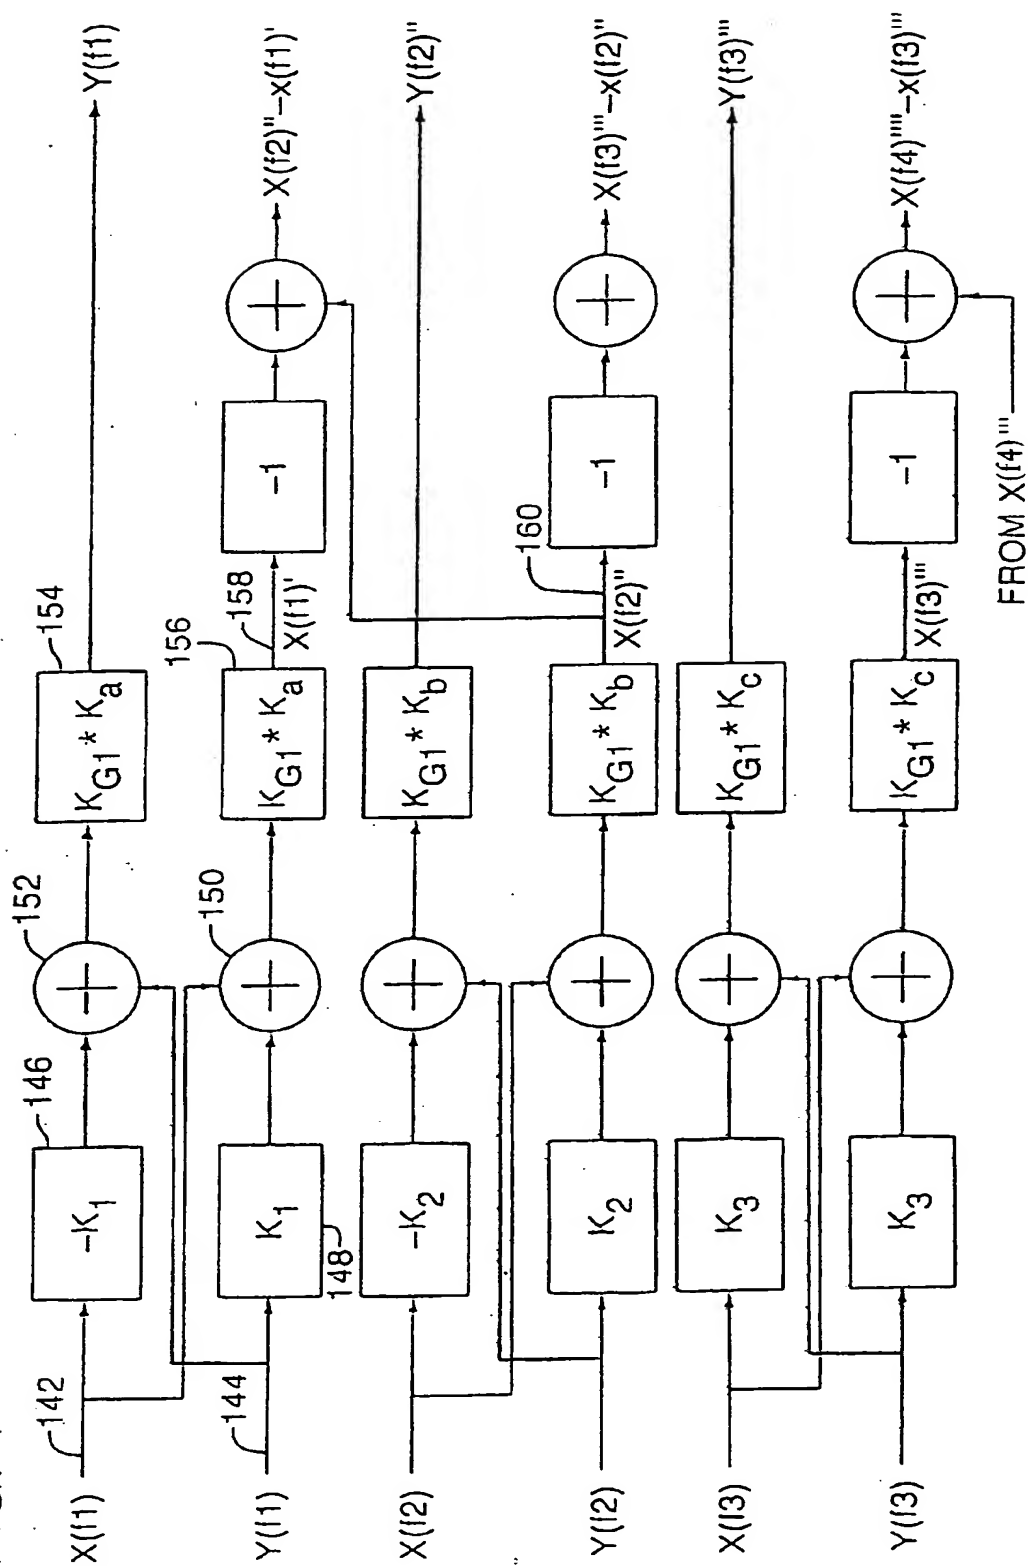 X(f1)
142
-K1
146
152
KG1 * Ka
154
Y(f1)
Y(f1)
144
K1
148
150
KG1 * Ka
156
158
X(f1)'
-1
X(f2)''-x(f1)'
X(f2)
-K2
KG1 * Kb
Y(f2)''
Y(f2)
K2
KG1 * Kb
160
X(f2)''
-1
X(f3)'''-x(f2)''
X(f3)
K3
KG1 * Kc
Y(f3)'''
Y(f3)
K3
KG1 * Kc
X(f3)'''
-1
X(f4)''''-x(f3)'''
FROM X(f4)'''